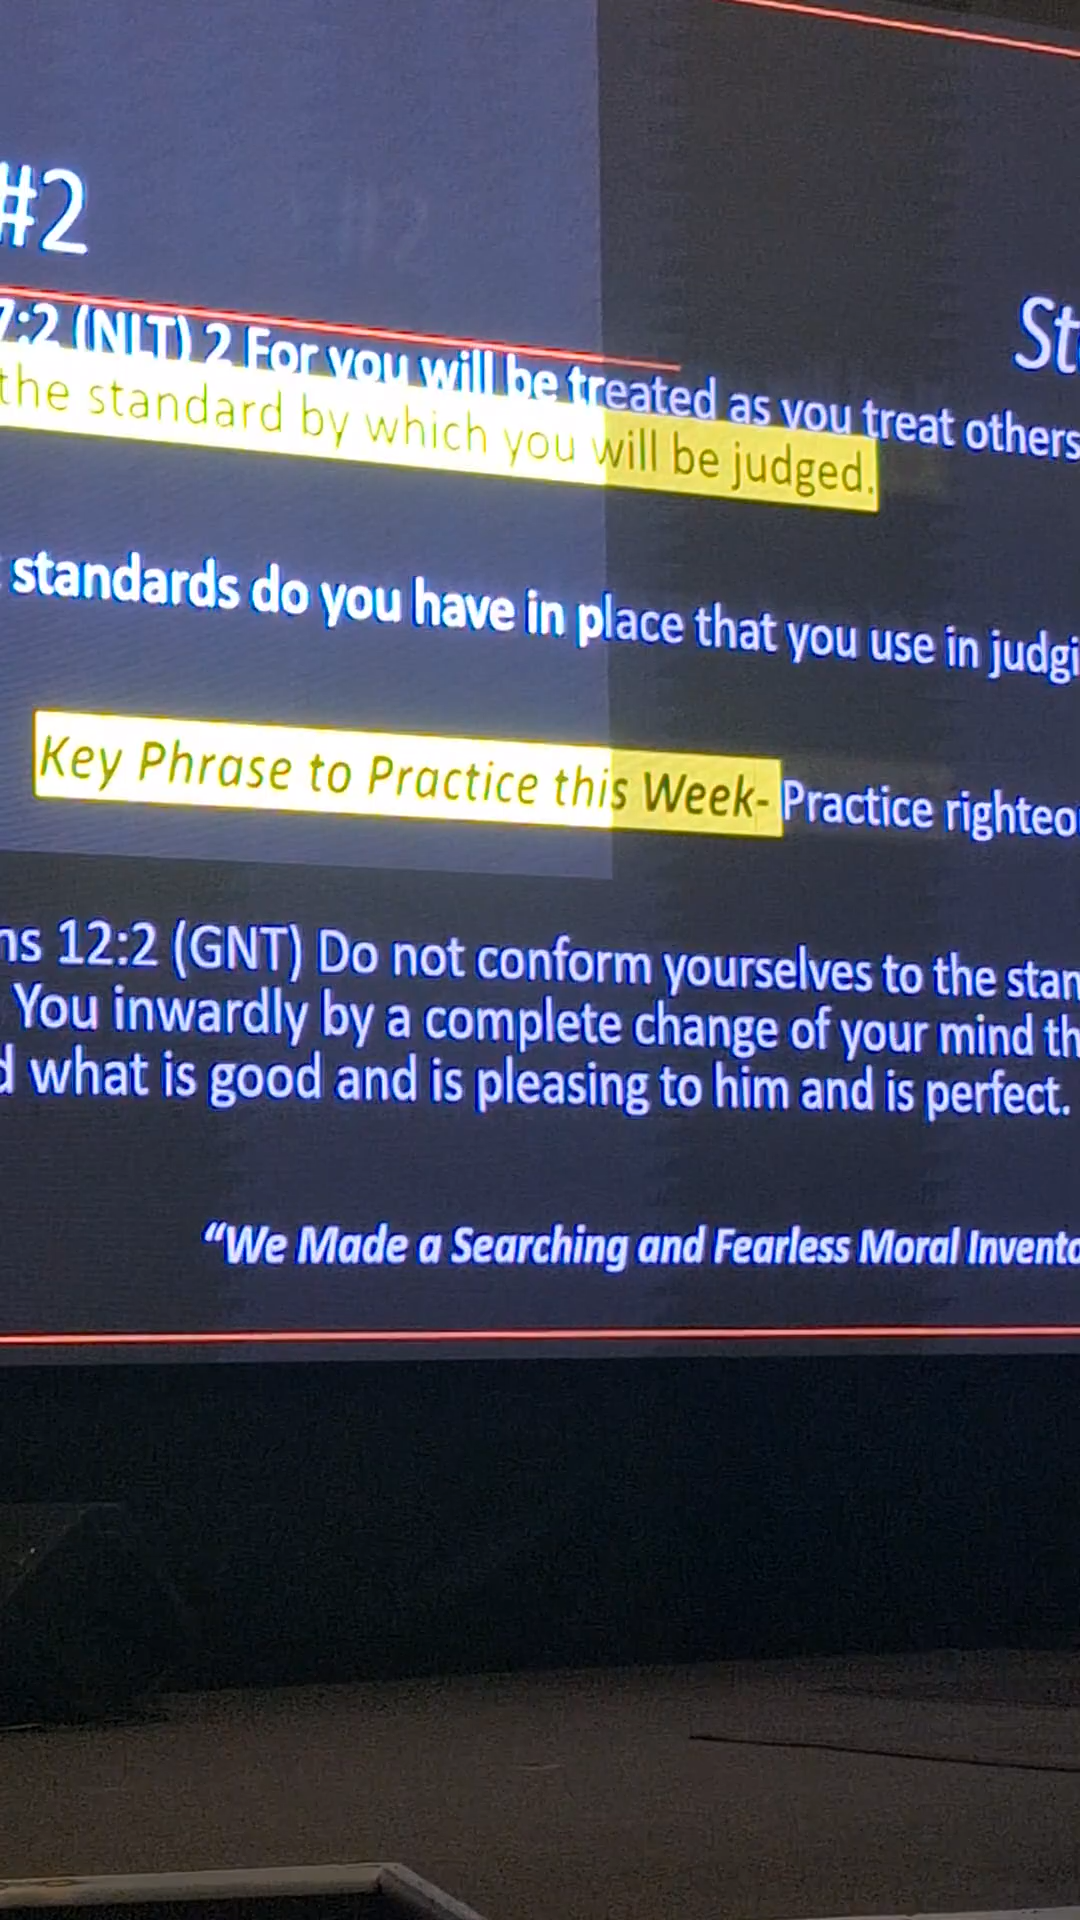 #2
St
7:2 (NLT) 2 For you will be treated as you treat others
the standard by which you will be judged.
standards do you have in place that you use in judgi
Key Phrase to Practice this Week- Practice righteo
ns 12:2 (GNT) Do not conform yourselves to the stan
You inwardly by a complete change of your mind th
d what is good and is pleasing to him and is perfect.
"We Made a Searching and Fearless Moral Invento